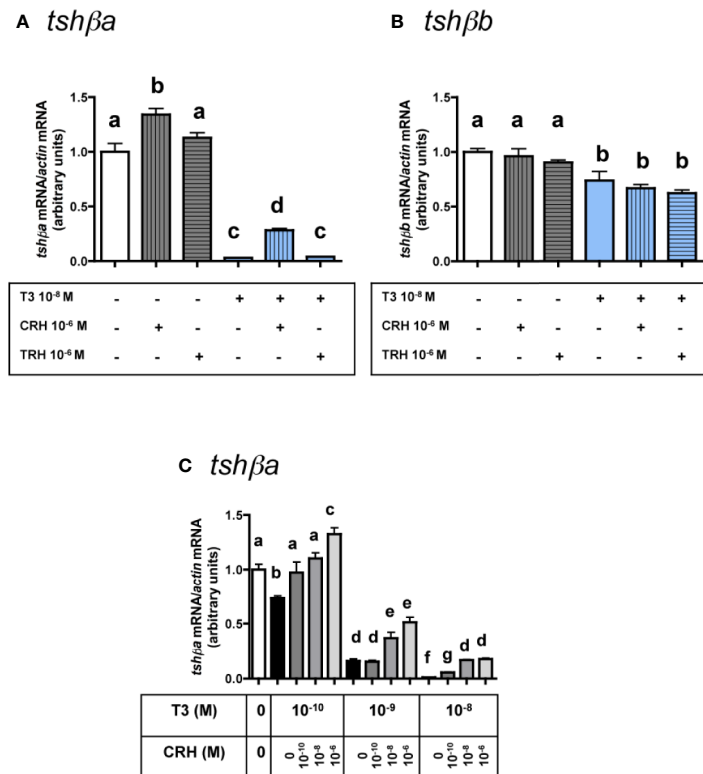 A tshβa
B tshβb
tshβa mRNA/actin mRNA
(arbitrary units)
1.5
1.0
0.5
0.0
a b a c d c
T3 10⁻⁸ M - - - + + +
CRH 10⁻⁶ M - + - - + -
TRH 10⁻⁶ M - - + - - +
tshβb mRNA/actin mRNA
(arbitrary units)
1.5
1.0
0.5
0.0
a a a b b b
T3 10⁻⁸ M - - - + + +
CRH 10⁻⁶ M - + - - + -
TRH 10⁻⁶ M - - + - - +
C tshβa
tshβa mRNA/actin mRNA
(arbitrary units)
1.5
1.0
0.5
0.0
a b a a c d d e e f g d d
T3 (M) 0 10⁻¹⁰ 10⁻⁹ 10⁻⁸
CRH (M) 0 0 10⁻¹⁰ 10⁻⁸ 10⁻⁶ 0 10⁻¹⁰ 10⁻⁸ 10⁻⁶ 0 10⁻¹⁰ 10⁻⁸ 10⁻⁶